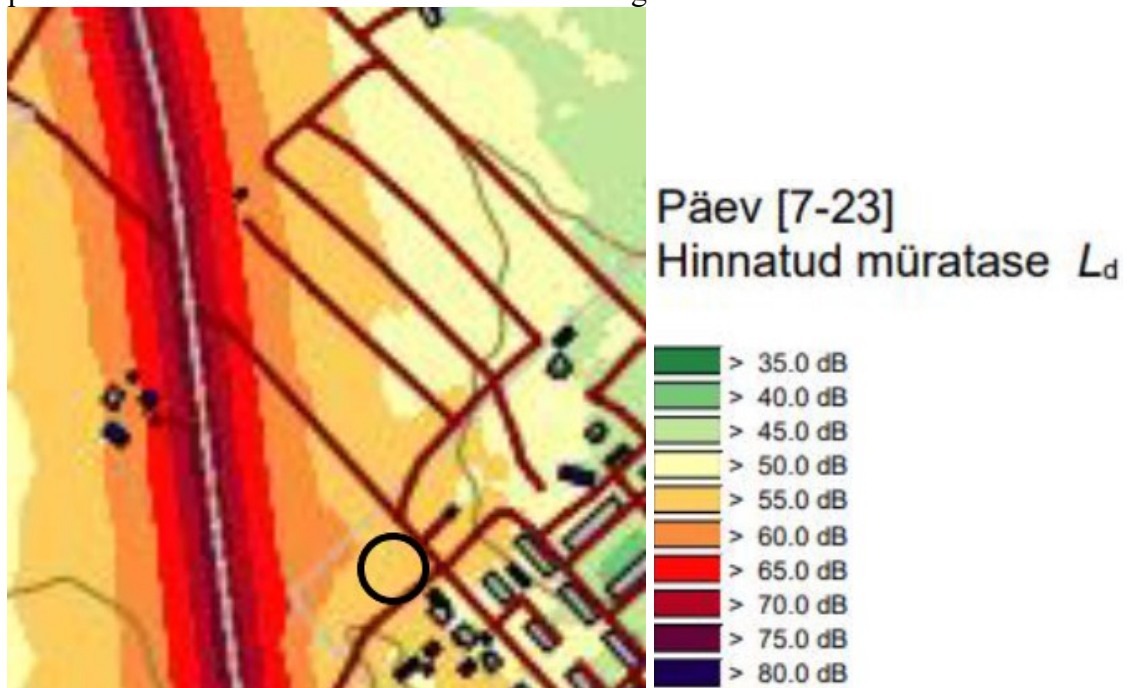 Päev [7-23]
Hinnatud müratase Ld
> 35.0 dB
> 40.0 dB
> 45.0 dB
> 50.0 dB
> 55.0 dB
> 60.0 dB
> 65.0 dB
> 70.0 dB
> 75.0 dB
> 80.0 dB